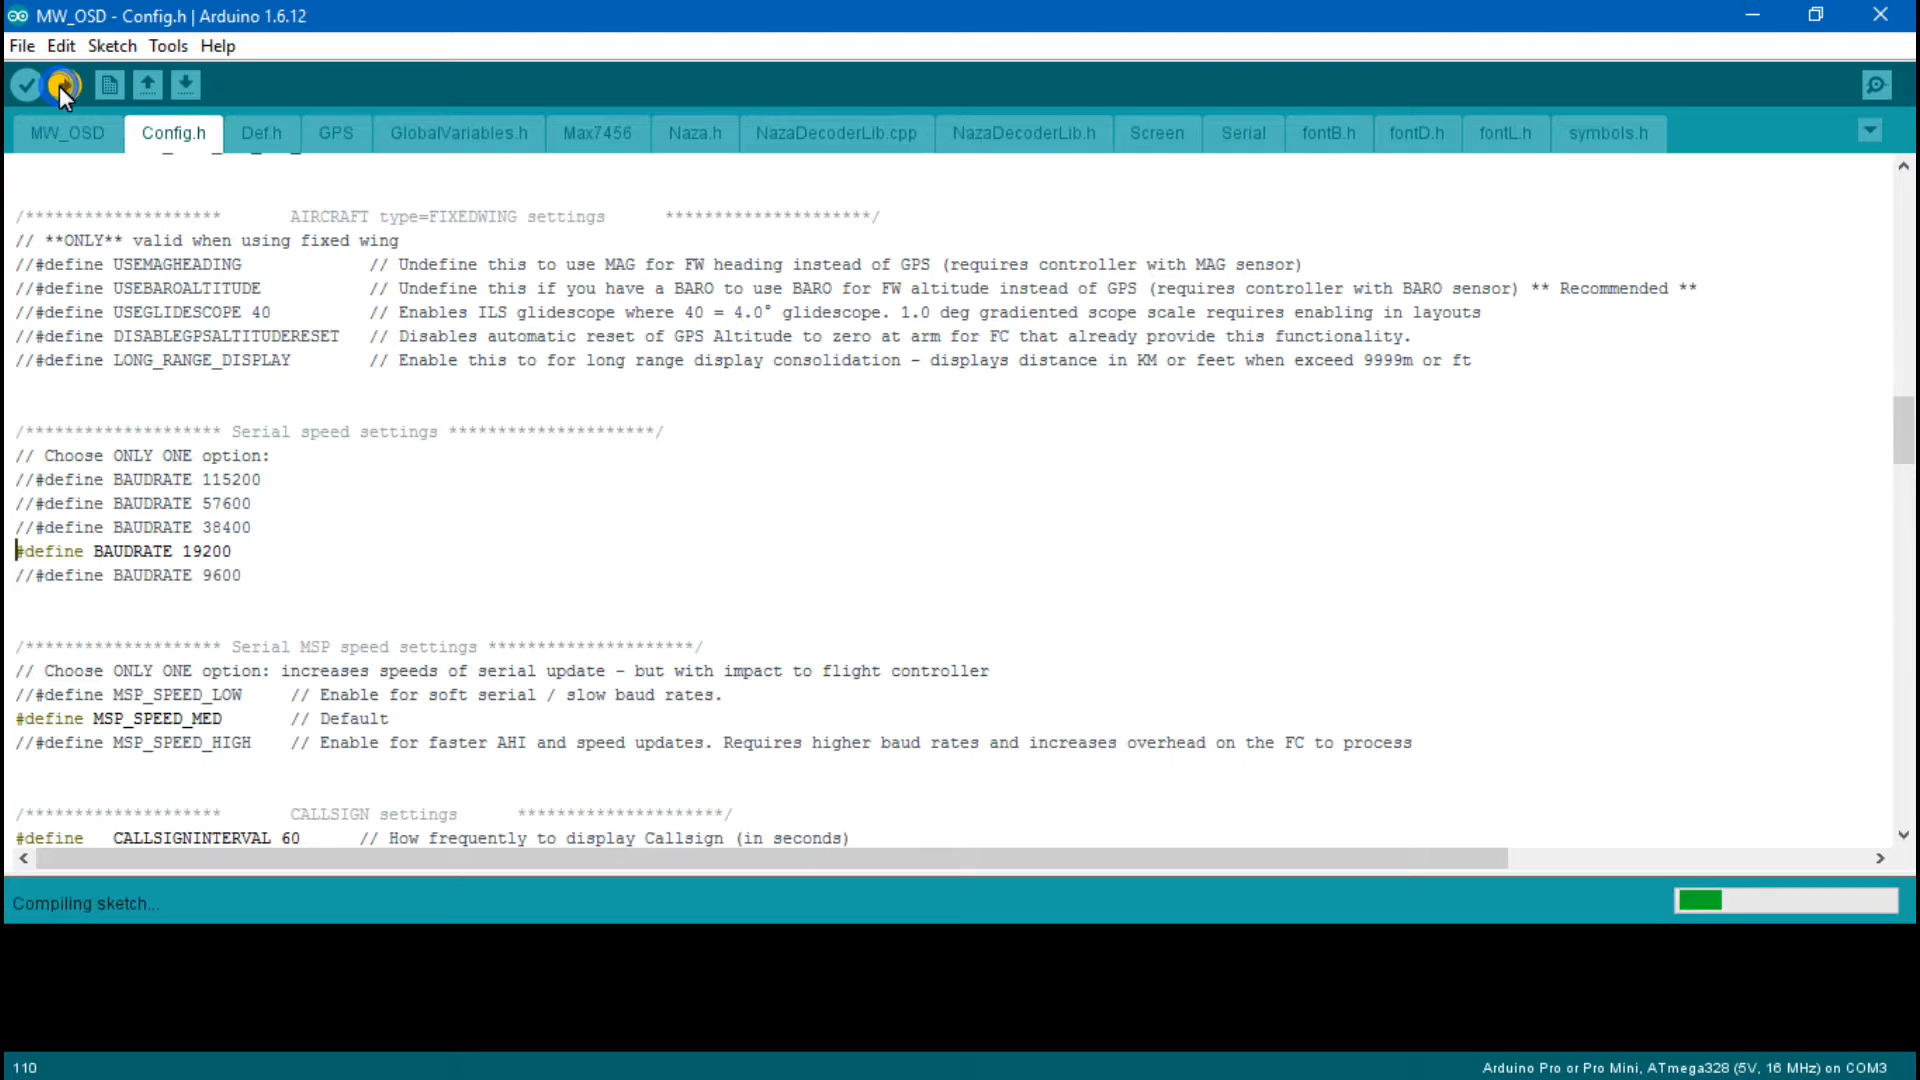 MW_OSD - Config.h | Arduino 1.6.12
File Edit Sketch Tools Help
MW_OSD Config.h Def.h GPS GlobalVariables.h Max7456 Naza.h NazaDecoderLib.cpp NazaDecoderLib.h Screen Serial fontB.h fontD.h fontL.h symbols.h
/******************** AIRCRAFT type=FIXEDWING settings *********************/
// **ONLY** valid when using fixed wing
//#define USEMAGHEADING // Undefine this to use MAG for FW heading instead of GPS (requires controller with MAG sensor)
//#define USEBAROALTITUDE // Undefine this if you have a BARO to use BARO for FW altitude instead of GPS (requires controller with BARO sensor) ** Recommended **
//#define USEGLIDESCOPE 40 // Enables ILS glidescope where 40 = 4.0° glidescope. 1.0 deg gradiented scope scale requires enabling in layouts
//#define DISABLEGPSALTITUDERESET // Disables automatic reset of GPS Altitude to zero at arm for FC that already provide this functionality.
//#define LONG_RANGE_DISPLAY // Enable this to for long range display consolidation - displays distance in KM or feet when exceed 9999m or ft
/******************** Serial speed settings *********************/
// Choose ONLY ONE option:
//#define BAUDRATE 115200
//#define BAUDRATE 57600
//#define BAUDRATE 38400
#define BAUDRATE 19200
//#define BAUDRATE 9600
/******************** Serial MSP speed settings *********************/
// Choose ONLY ONE option: increases speeds of serial update - but with impact to flight controller
//#define MSP_SPEED_LOW // Enable for soft serial / slow baud rates.
#define MSP_SPEED_MED // Default
//#define MSP_SPEED_HIGH // Enable for faster AHI and speed updates. Requires higher baud rates and increases overhead on the FC to process
/******************** CALLSIGN settings *********************/
#define CALLSIGNINTERVAL 60 // How frequently to display Callsign (in seconds)
Compiling sketch...
110 Arduino Pro or Pro Mini, ATmega328 (5V, 16 MHz) on COM3